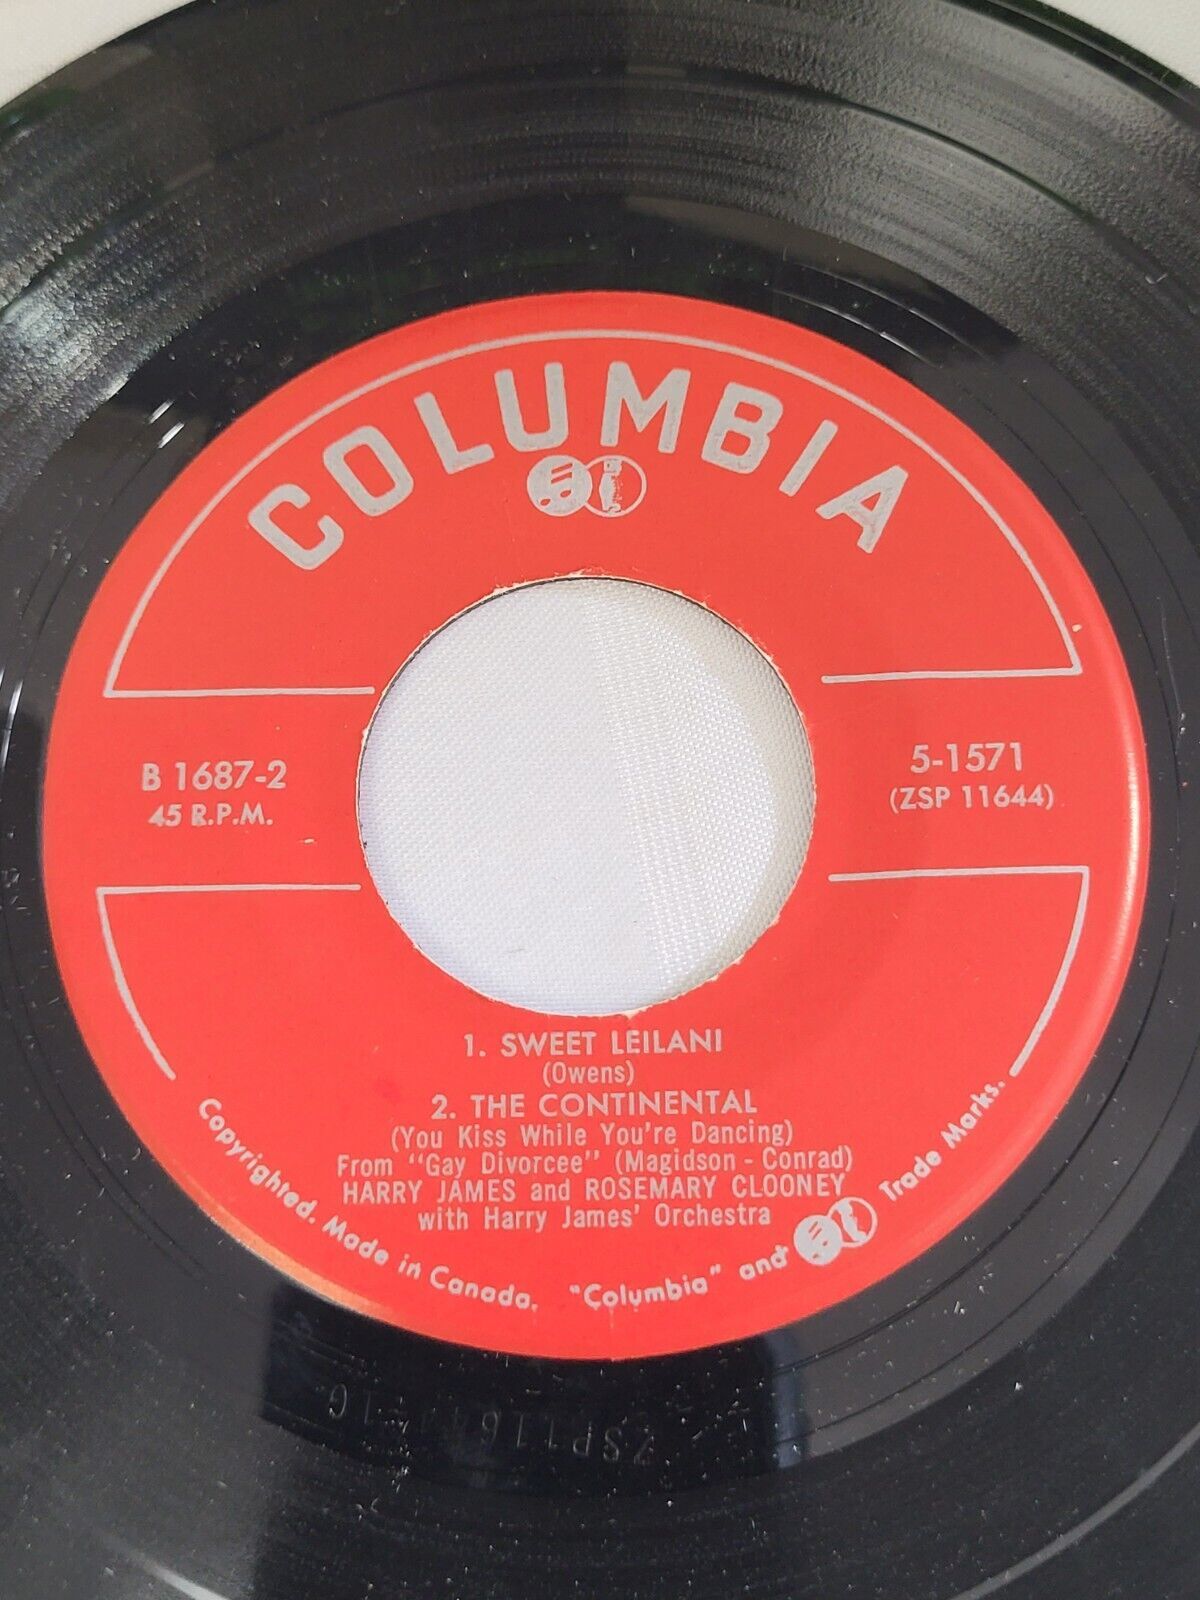 COLUMBIA
B 1687-2
45 R.P.M.
5-1571
(ZSP 11644)
1. SWEET LEILANI
(Owens)
2. THE CONTINENTAL
(You Kiss While You're Dancing)
From "Gay Divorcee" (Magidson - Conrad)
HARRY JAMES and ROSEMARY CLOONEY
with Harry James' Orchestra
Copyrighted. Made in Canada. "Columbia" and Trade Marks.